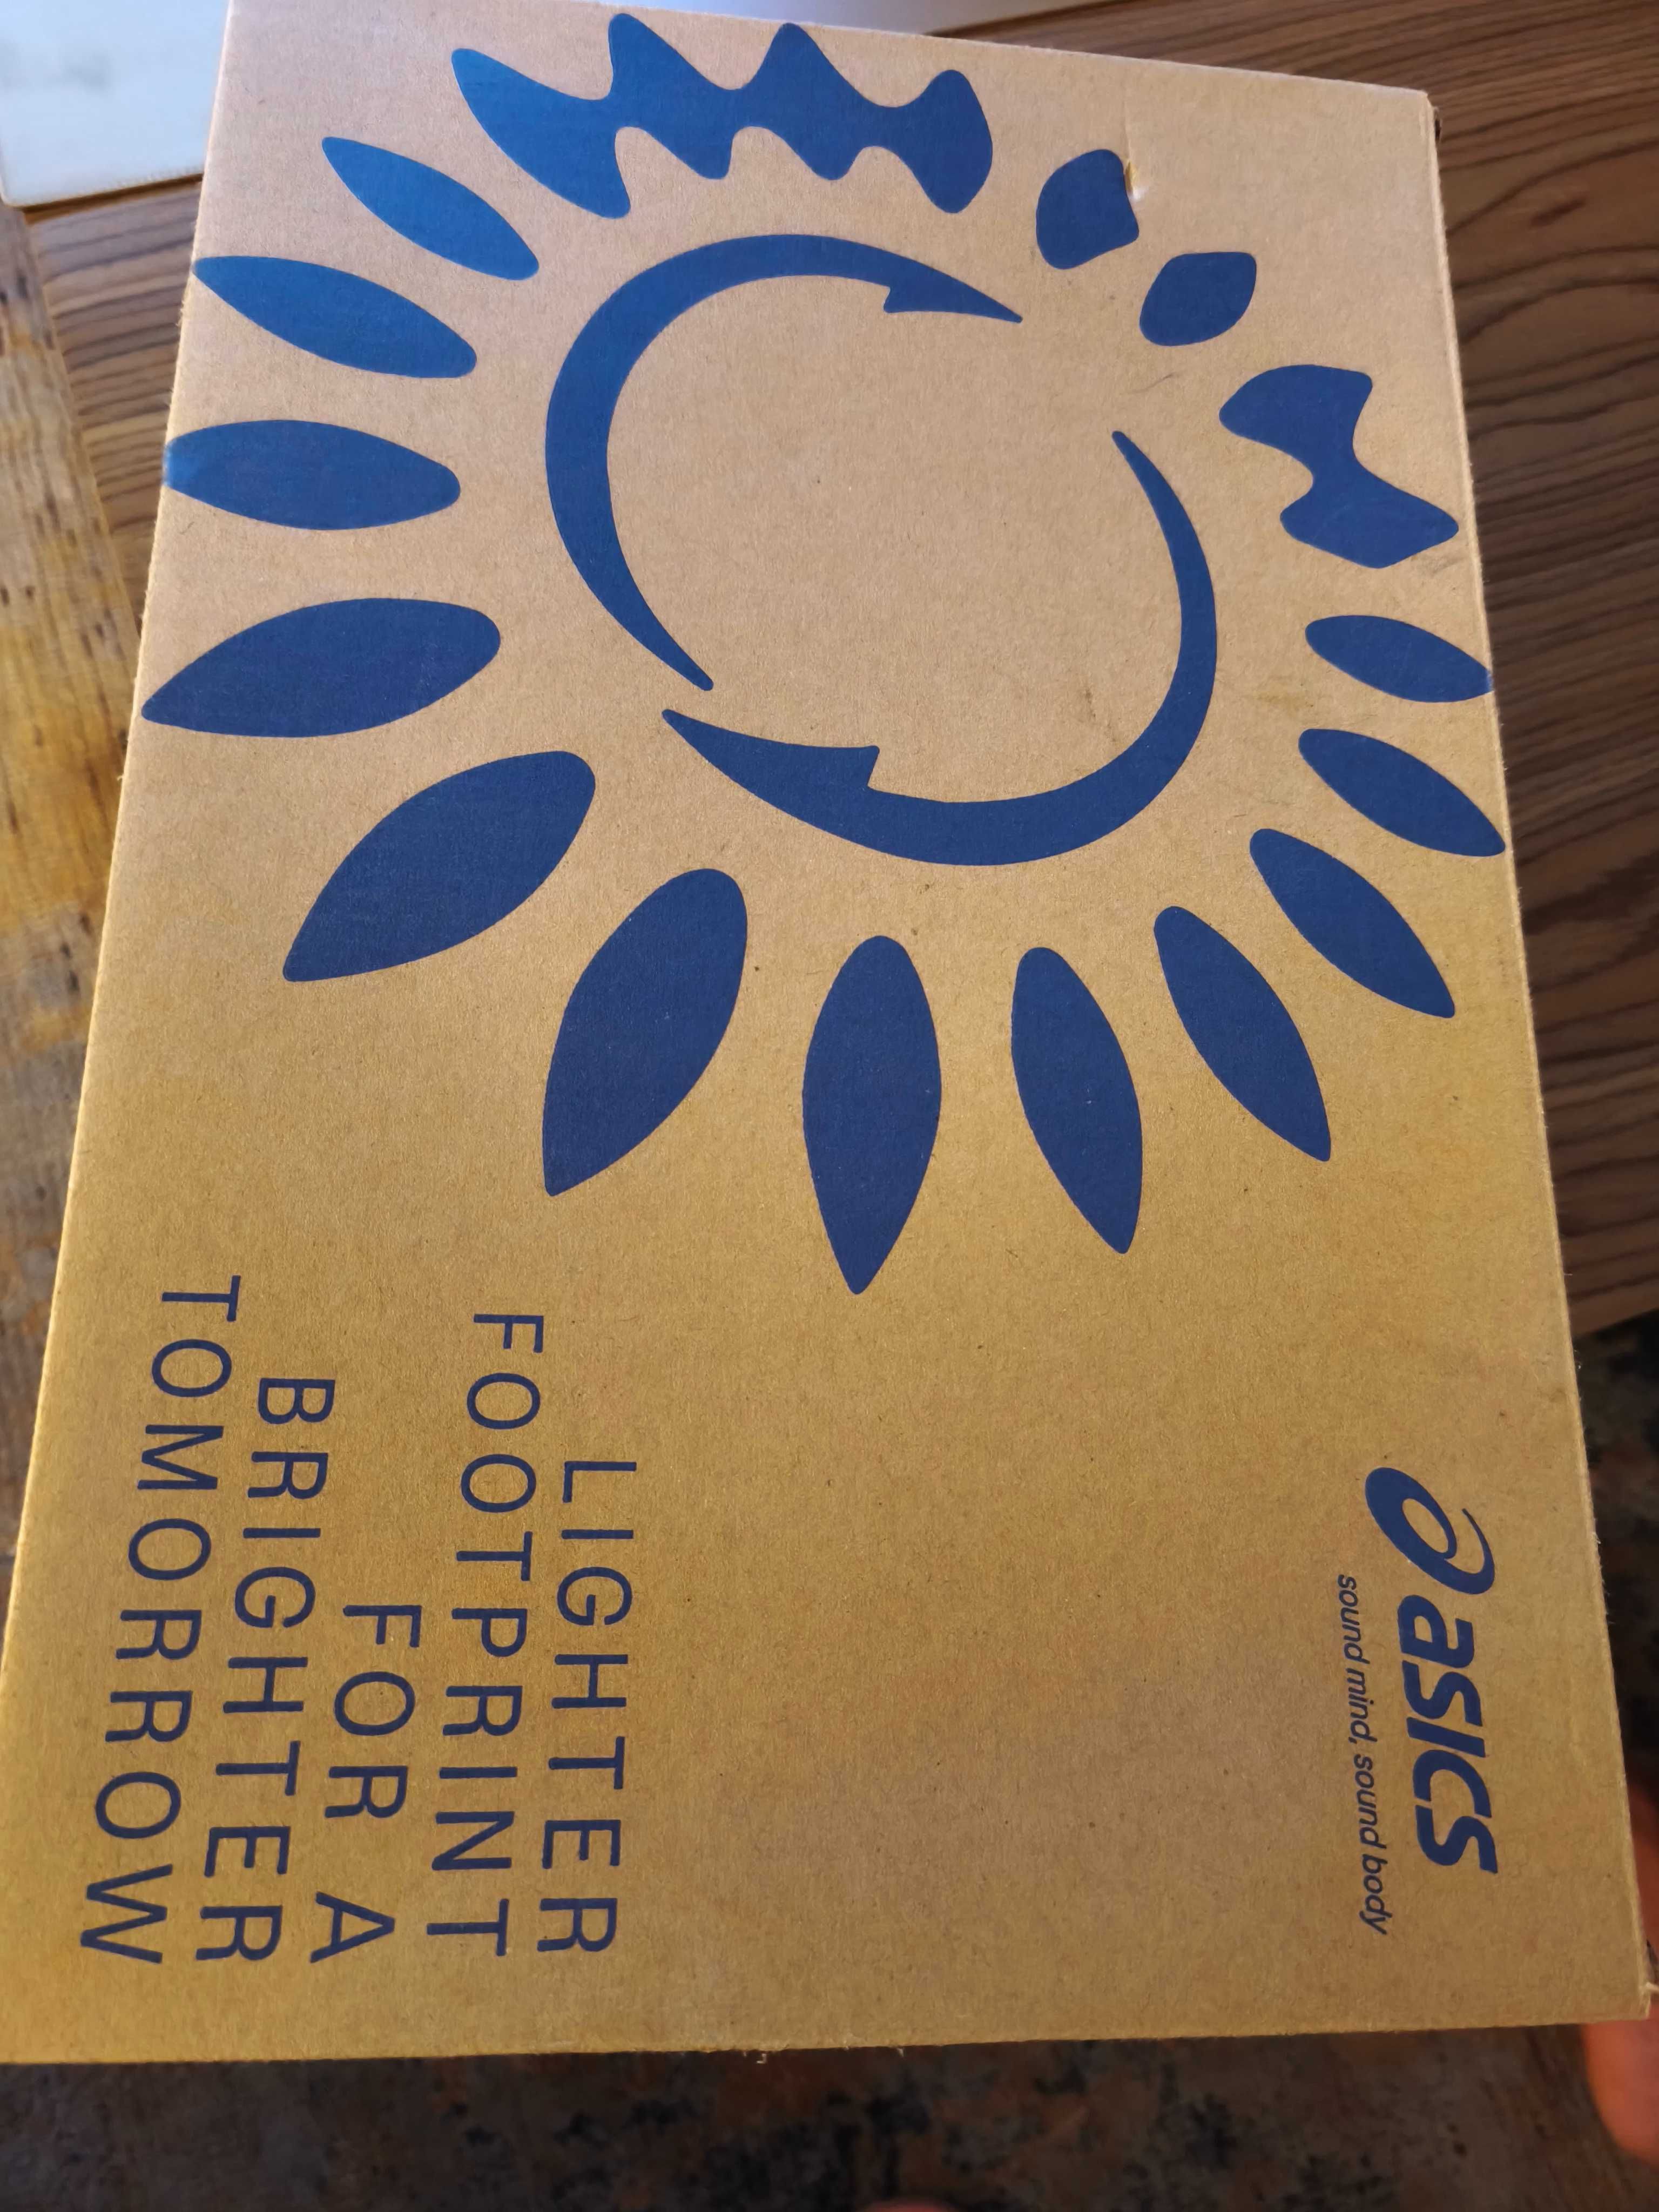 asics
sound mind, sound body
LIGHTER
FOOTPRINT
FOR A
BRIGHTER
TOMORROW